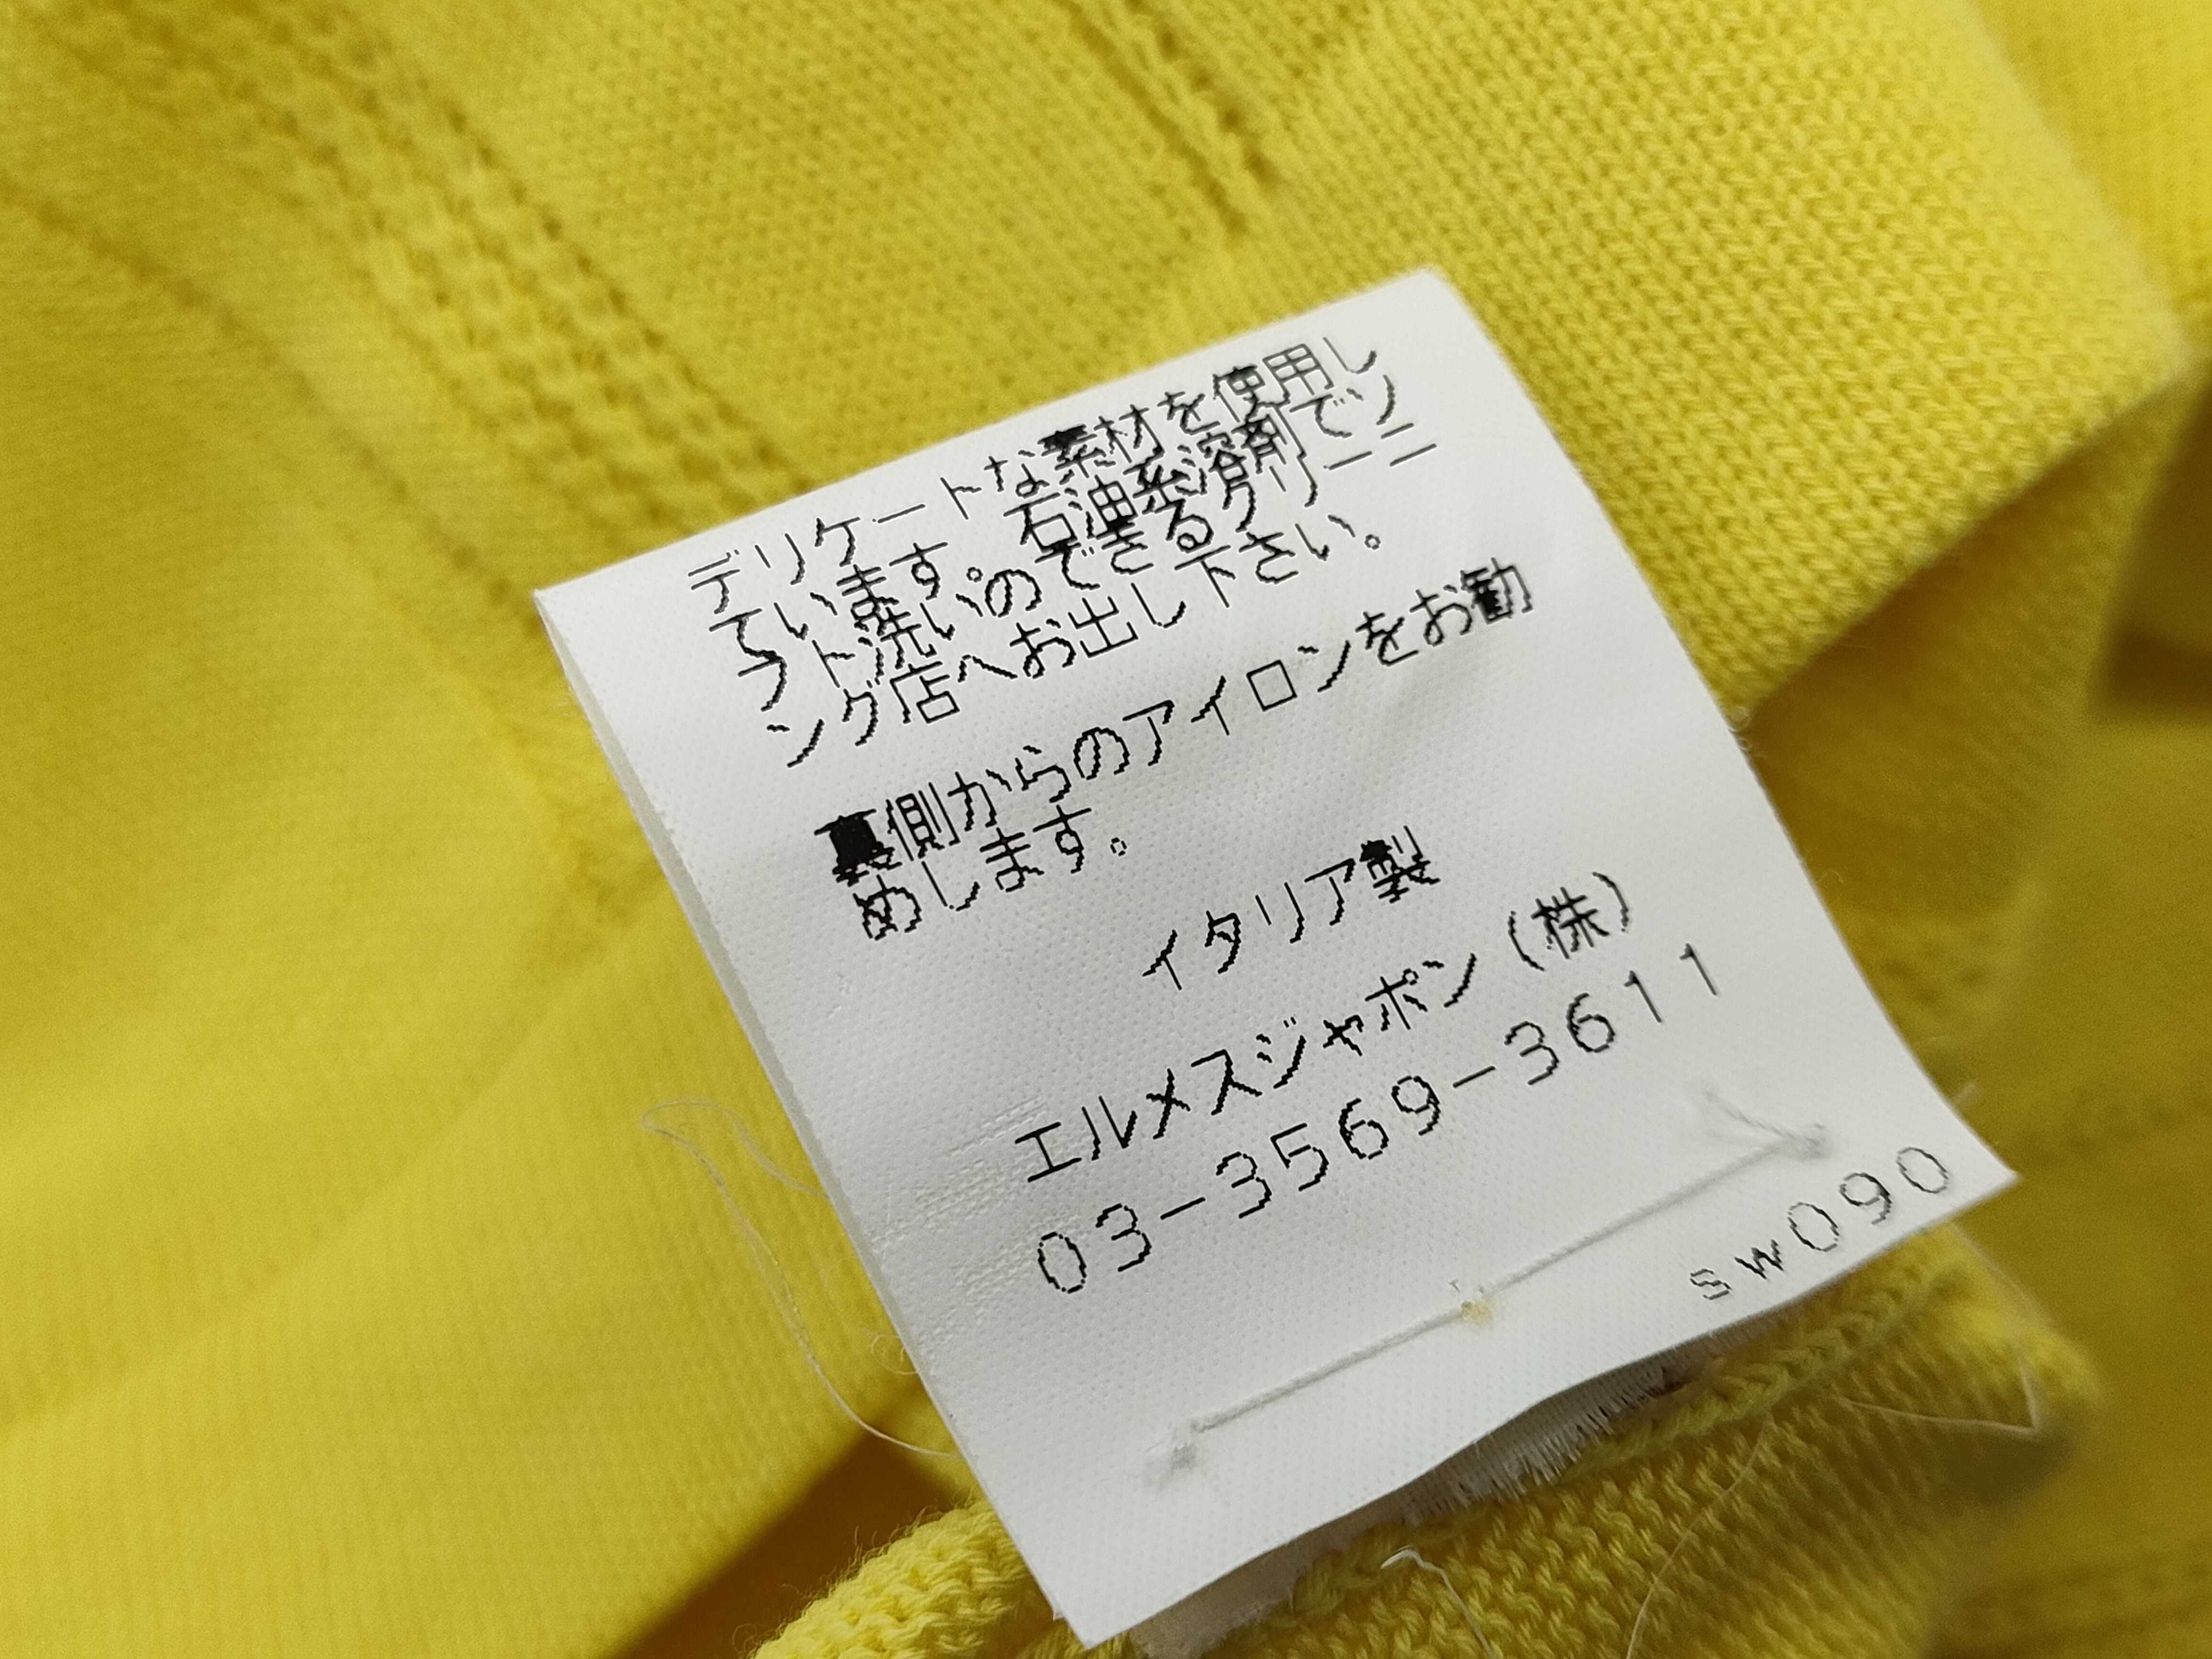 デリケートな素材を使用し
ています。石油系溶剤でソ
フト洗いのできるクリーニ
ング店へお出し下さい。
裏側からのアイロンをお勧
めします。
イタリア製
エルメスジャポン（株）
03-3569-3611
sw090